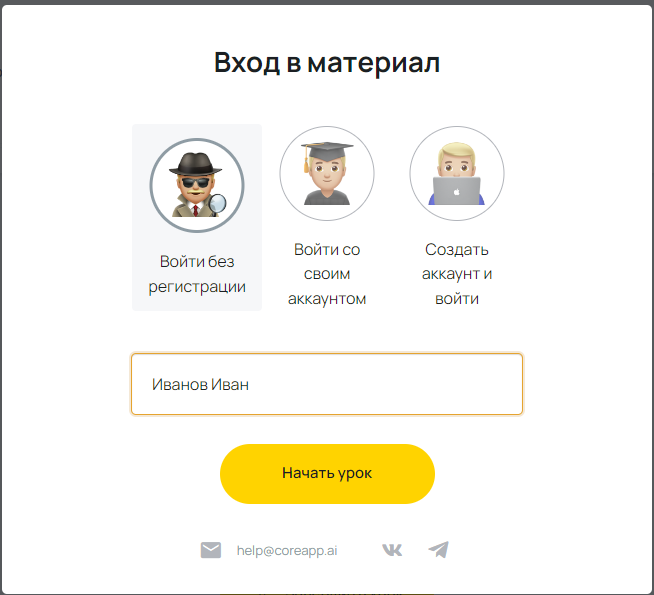 Вход в материал
Войти без
регистрации
Войти со
своим
аккаунтом
Создать
аккаунт и
войти
Иванов Иван
Начать урок
help@coreapp.ai